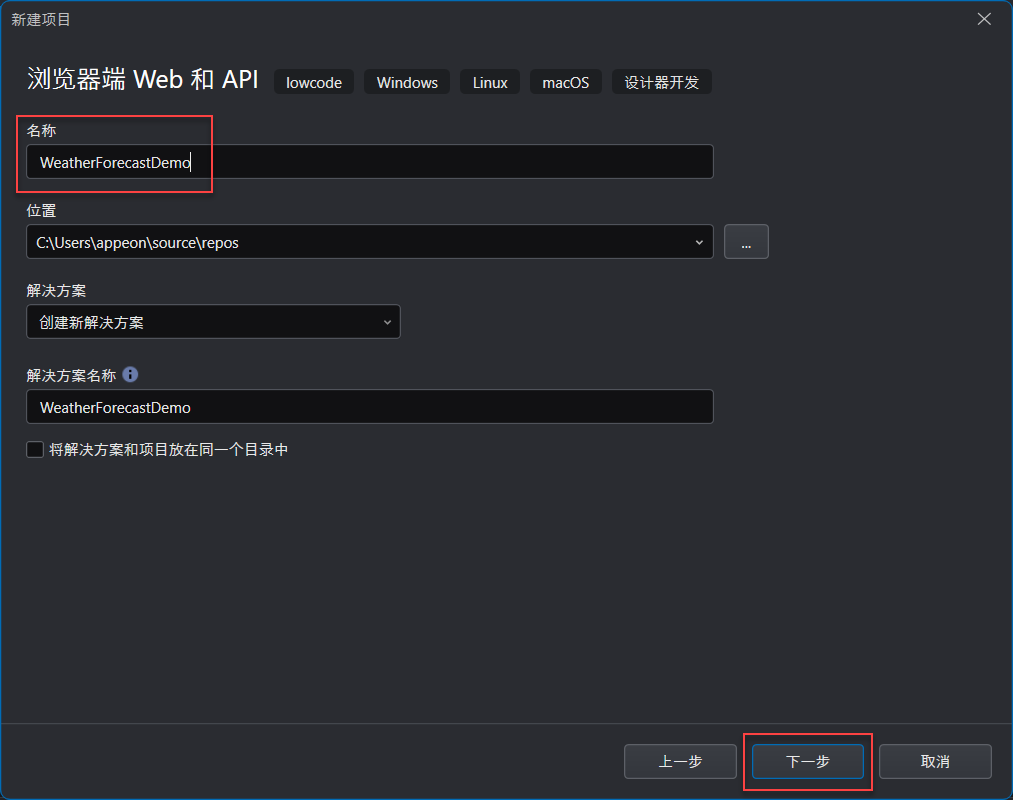 新建项目
浏览器端 Web 和 API lowcode Windows Linux macOS 设计器开发
名称
WeatherForecastDemo
位置
C:\Users\appeon\source\repos
...
解决方案
创建新解决方案
解决方案名称
WeatherForecastDemo
将解决方案和项目放在同一个目录中
上一步 下一步 取消